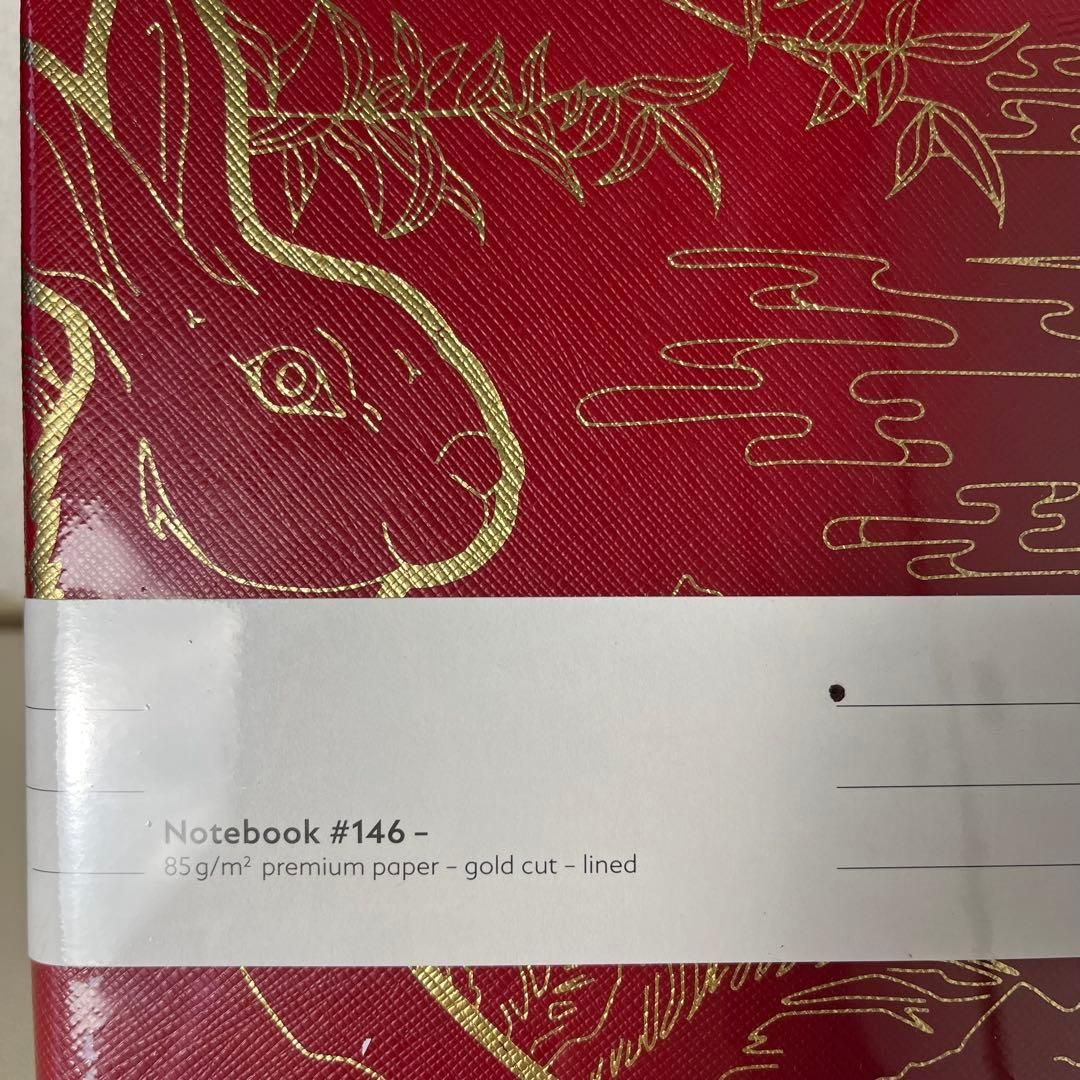 Notebook #146 –
85 g/m² premium paper – gold cut – lined